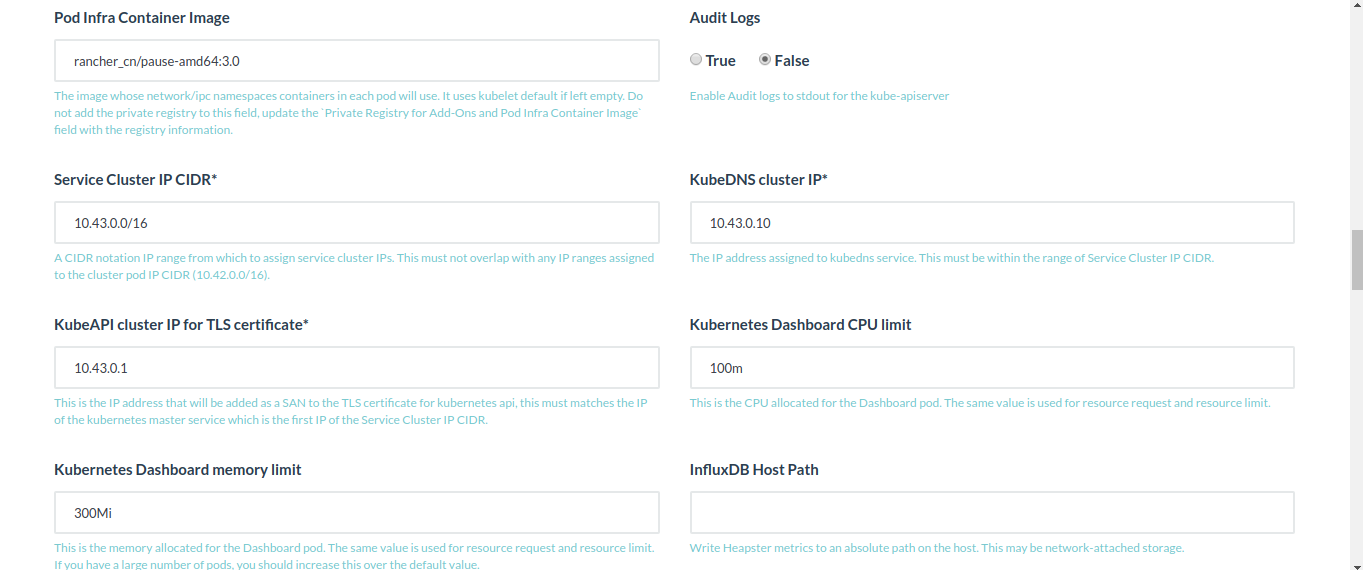 Pod Infra Container Image
rancher_cn/pause-amd64:3.0
The image whose network/ipc namespaces containers in each pod will use. It uses kubelet default if left empty. Do
not add the private registry to this field, update the `Private Registry for Add-Ons and Pod Infra Container Image`
field with the registry information.
Audit Logs
True False
Enable Audit logs to stdout for the kube-apiserver
Service Cluster IP CIDR*
10.43.0.0/16
A CIDR notation IP range from which to assign service cluster IPs. This must not overlap with any IP ranges assigned
to the cluster pod IP CIDR (10.42.0.0/16).
KubeDNS cluster IP*
10.43.0.10
The IP address assigned to kubedns service. This must be within the range of Service Cluster IP CIDR.
KubeAPI cluster IP for TLS certificate*
10.43.0.1
This is the IP address that will be added as a SAN to the TLS certificate for kubernetes api, this must matches the IP
of the kubernetes master service which is the first IP of the Service Cluster IP CIDR.
Kubernetes Dashboard CPU limit
100m
This is the CPU allocated for the Dashboard pod. The same value is used for resource request and resource limit.
Kubernetes Dashboard memory limit
300Mi
This is the memory allocated for the Dashboard pod. The same value is used for resource request and resource limit.
If you have a large number of pods, you should increase this over the default value.
InfluxDB Host Path
Write Heapster metrics to an absolute path on the host. This may be network-attached storage.